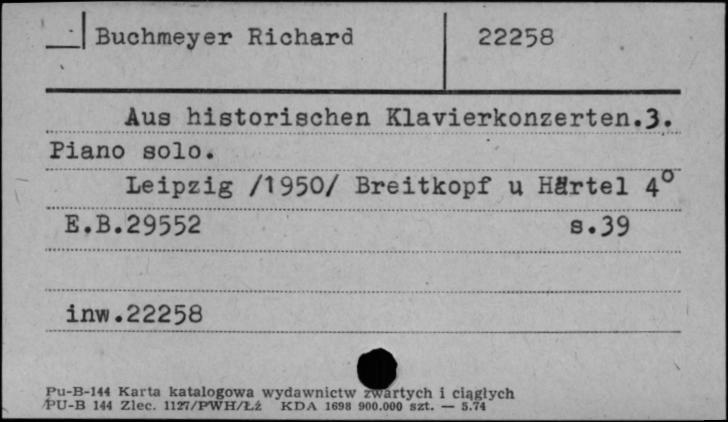 Buchmeyer Richard 22258
Aus historischen Klavierkonzerten.3.
Piano solo.
Leipzig /1950/ Breitkopf u Härtel 4°
E.B.29552 s.39
inw.22258
Pu-B-144 Karta katalogowa wydawnictw zwartych i ciągłych
PU-B 144 Zlec. 1127/PWH/Łż KDA 1698 900.000 szt. — 5.74